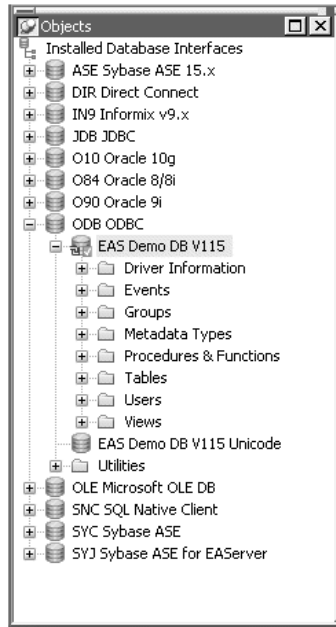 Objects
Installed Database Interfaces
ASE Sybase ASE 15.x
DIR Direct Connect
IN9 Informix v9.x
JDB JDBC
O10 Oracle 10g
O84 Oracle 8/8i
O90 Oracle 9i
ODB ODBC
EAS Demo DB V115
Driver Information
Events
Groups
Metadata Types
Procedures & Functions
Tables
Users
Views
EAS Demo DB V115 Unicode
Utilities
OLE Microsoft OLE DB
SNC SQL Native Client
SYC Sybase ASE
SYJ Sybase ASE for EAServer